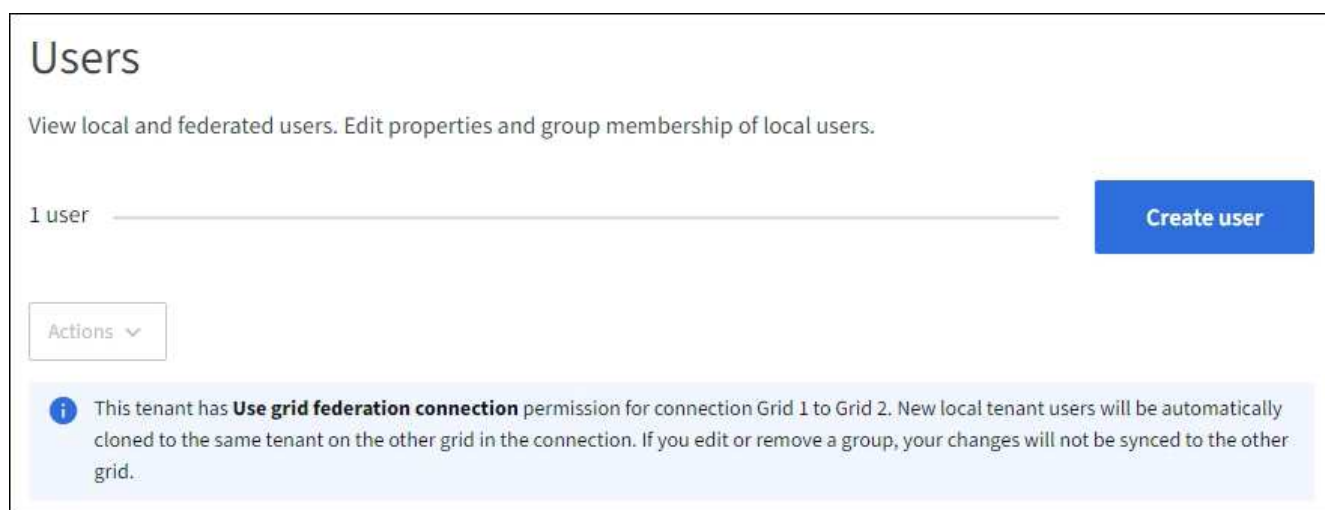 Users
View local and federated users. Edit properties and group membership of local users.
1 user
Create user
Actions
This tenant has Use grid federation connection permission for connection Grid 1 to Grid 2. New local tenant users will be automatically
cloned to the same tenant on the other grid in the connection. If you edit or remove a group, your changes will not be synced to the other
grid.